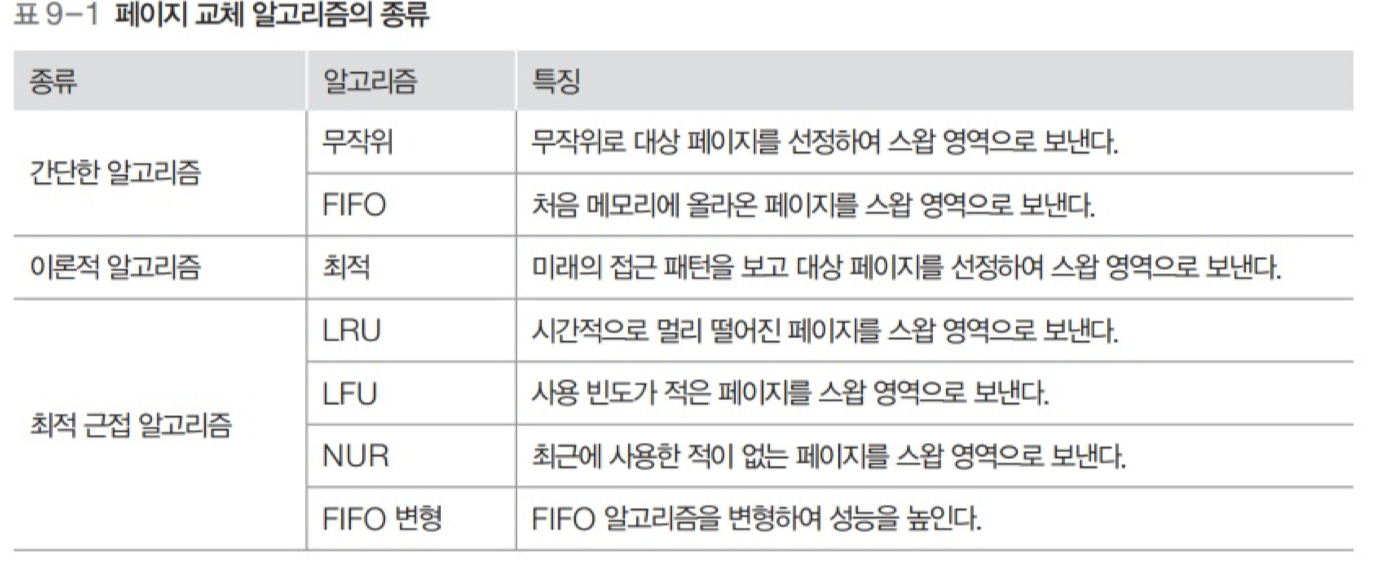 표 9-1 페이지 교체 알고리즘의 종류
종류 알고리즘 특징
간단한 알고리즘
무작위 무작위로 대상 페이지를 선정하여 스왑 영역으로 보낸다.
FIFO 처음 메모리에 올라온 페이지를 스왑 영역으로 보낸다.
이론적 알고리즘 최적 미래의 접근 패턴을 보고 대상 페이지를 선정하여 스왑 영역으로 보낸다.
최적 근접 알고리즘
LRU 시간적으로 멀리 떨어진 페이지를 스왑 영역으로 보낸다.
LFU 사용 빈도가 적은 페이지를 스왑 영역으로 보낸다.
NUR 최근에 사용한 적이 없는 페이지를 스왑 영역으로 보낸다.
FIFO 변형 FIFO 알고리즘을 변형하여 성능을 높인다.